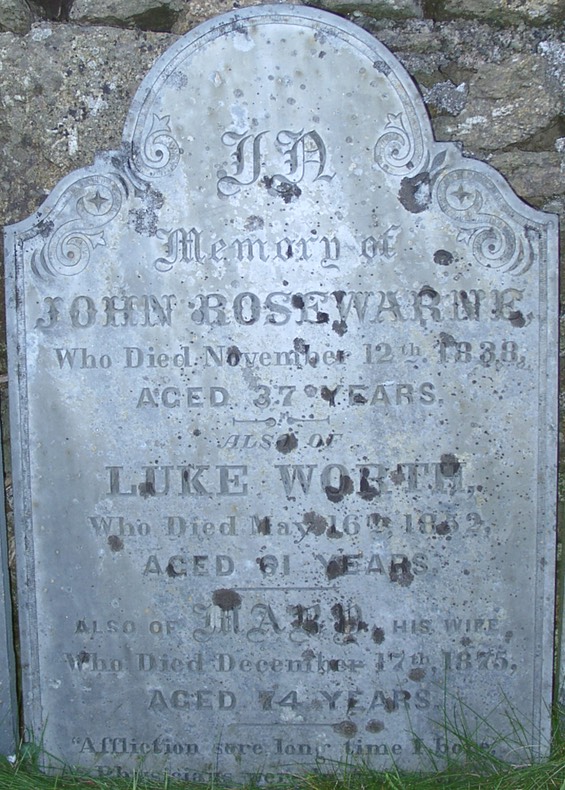 In
Memory of
JOHN ROSEWARNE,
Who Died November 12th, 1838,
AGED 37 YEARS.
ALSO OF
LUKE WORTH,
Who Died May 16th, 1852,
AGED 61 YEARS.
ALSO OF MARY, HIS WIFE
Who Died December 17th, 1875,
AGED 74 YEARS.
"Affliction sore long time I bore,
Physicians were